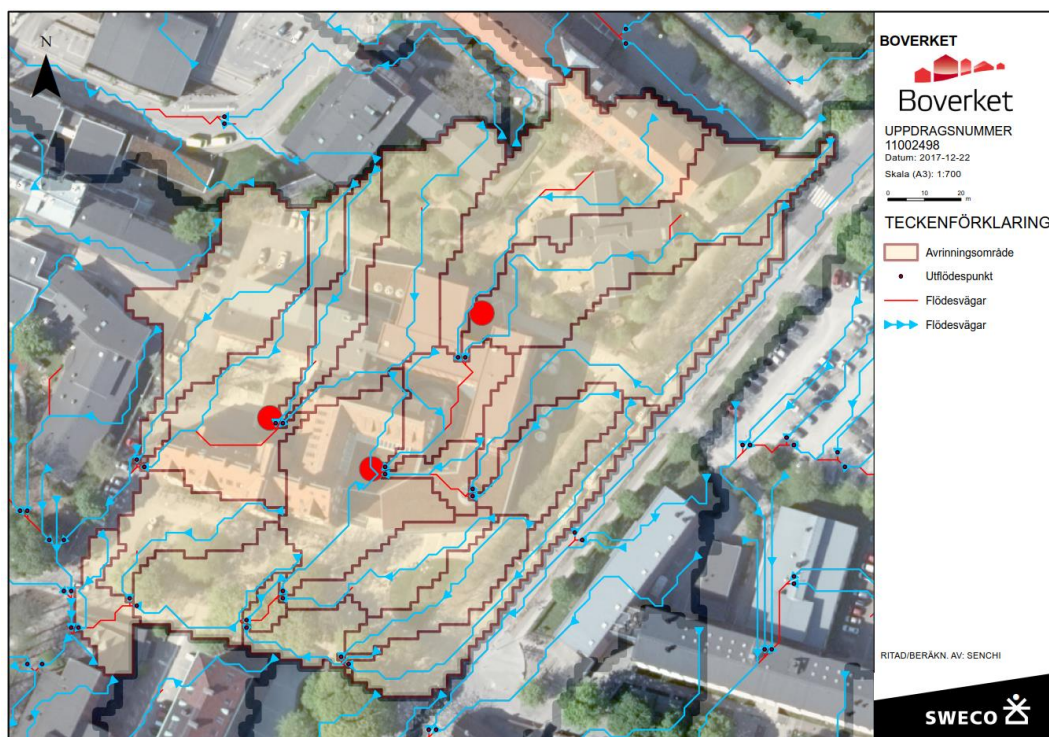 N
BOVERKET
Boverket
UPPDRAGSNUMMER
11002498
Datum: 2017-12-22
Skala (A3): 1:700
0 10 20
m
TECKENFÖRKLARING
Avrinningsområde
Utflödespunkt
Flödesvägar
Flödesvägar
RITAD/BERÄKN. AV: SENCHI
SWECO